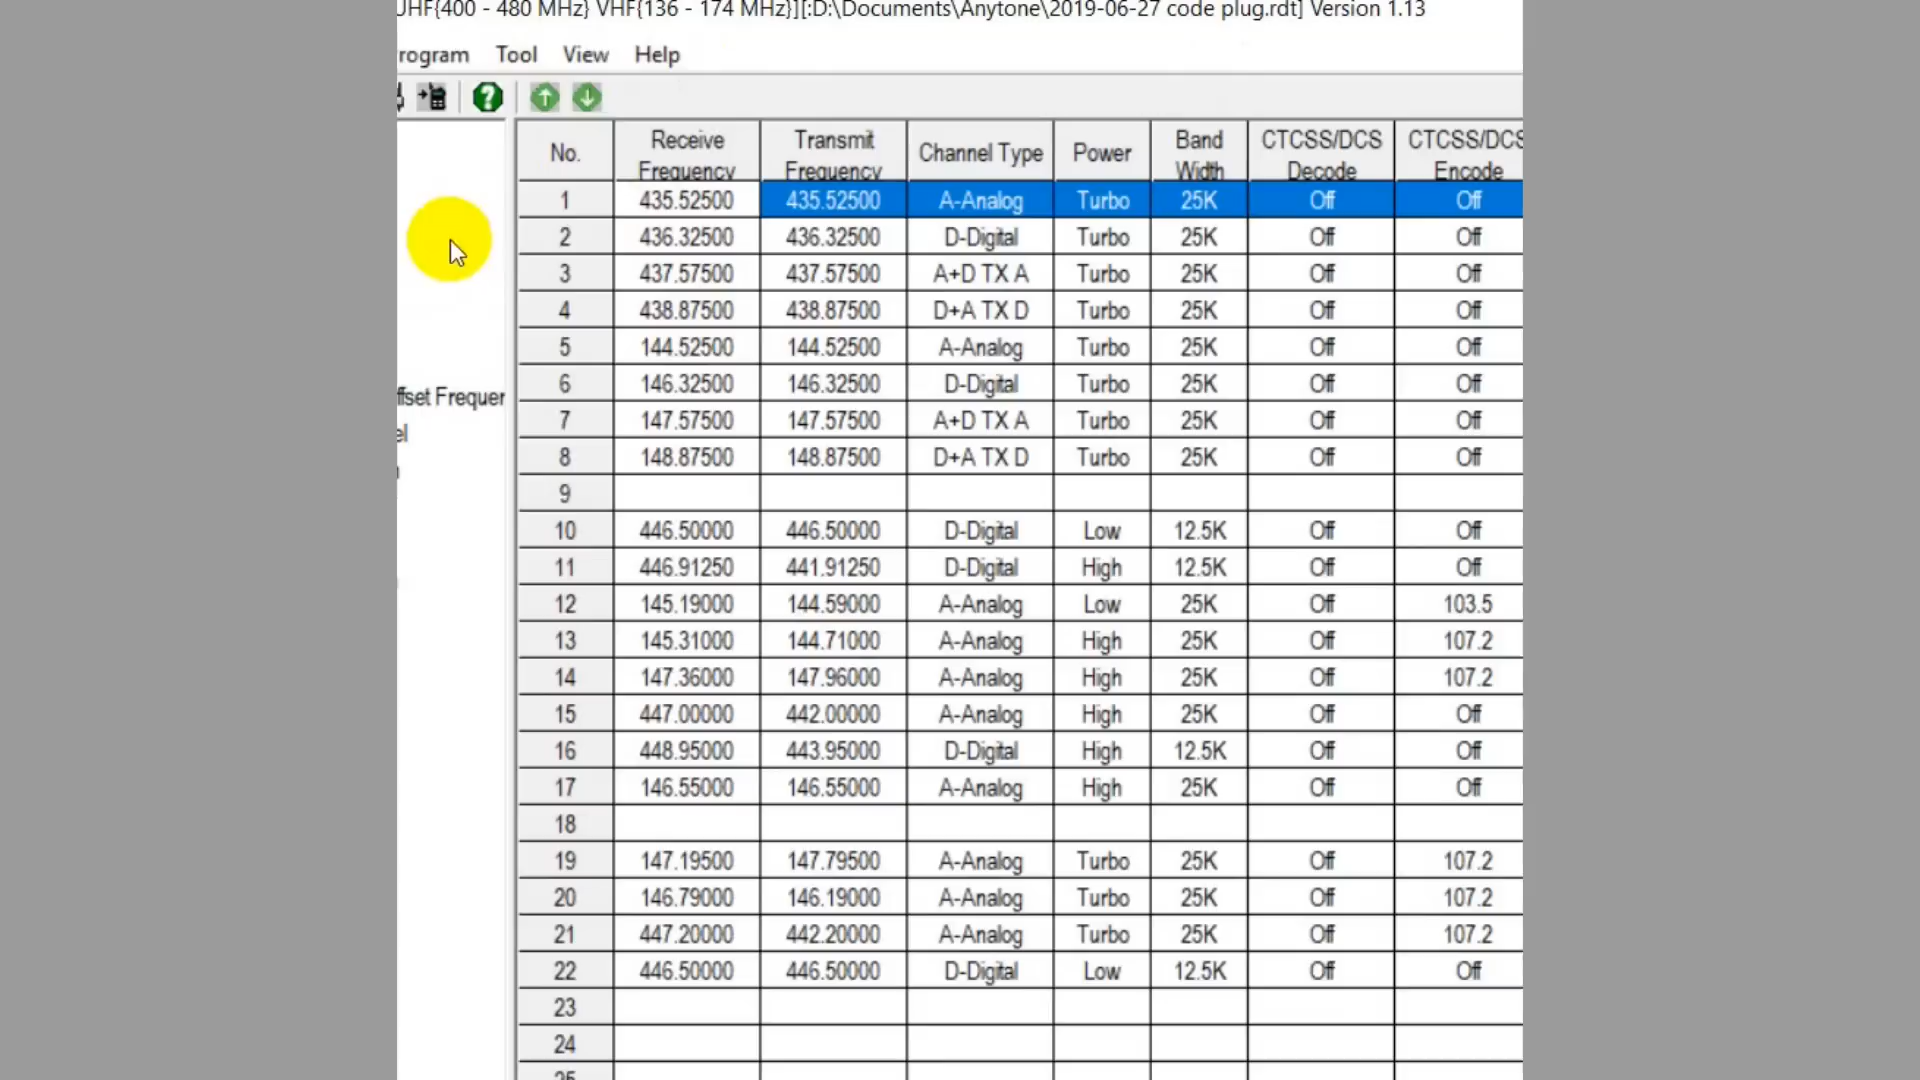 UHF{400 - 480 MHz} VHF{136 - 174 MHz}][:D:\Documents\Anytone\2019-06-27 code plug.rdt] Version 1.13
rogram Tool View Help
ffset Frequer
el
No. Receive Frequency Transmit Frequency Channel Type Power Band Width CTCSS/DCS Decode CTCSS/DCS Encode
1 435.52500 435.52500 A-Analog Turbo 25K Off Off
2 436.32500 436.32500 D-Digital Turbo 25K Off Off
3 437.57500 437.57500 A+D TX A Turbo 25K Off Off
4 438.87500 438.87500 D+A TX D Turbo 25K Off Off
5 144.52500 144.52500 A-Analog Turbo 25K Off Off
6 146.32500 146.32500 D-Digital Turbo 25K Off Off
7 147.57500 147.57500 A+D TX A Turbo 25K Off Off
8 148.87500 148.87500 D+A TX D Turbo 25K Off Off
9
10 446.50000 446.50000 D-Digital Low 12.5K Off Off
11 446.91250 441.91250 D-Digital High 12.5K Off Off
12 145.19000 144.59000 A-Analog Low 25K Off 103.5
13 145.31000 144.71000 A-Analog High 25K Off 107.2
14 147.36000 147.96000 A-Analog High 25K Off 107.2
15 447.00000 442.00000 A-Analog High 25K Off Off
16 448.95000 443.95000 D-Digital High 12.5K Off Off
17 146.55000 146.55000 A-Analog High 25K Off Off
18
19 147.19500 147.79500 A-Analog Turbo 25K Off 107.2
20 146.79000 146.19000 A-Analog Turbo 25K Off 107.2
21 447.20000 442.20000 A-Analog Turbo 25K Off 107.2
22 446.50000 446.50000 D-Digital Low 12.5K Off Off
23
24
25